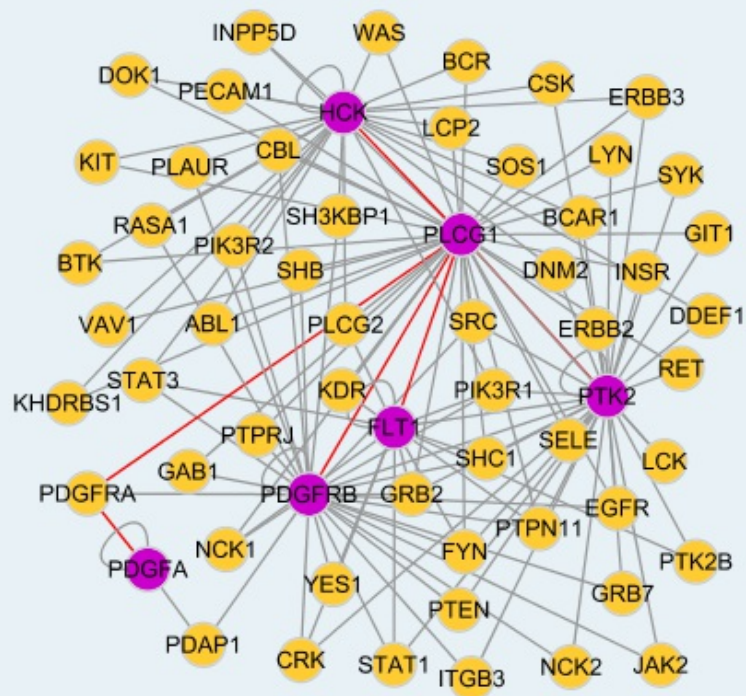 INPP5D
WAS
BCR
DOK1
PECAM1
CSK
ERBB3
HCK
LCP2
KIT
PLAUR
CBL
SOS1
LYN
SYK
RASA1
SH3KBP1
BCAR1
PLCG1
GIT1
BTK
PIK3R2
SHB
DNM2
INSR
VAV1
ABL1
PLCG2
SRC
ERBB2
DDEF1
KHDRBS1
STAT3
KDR
PIK3R1
PTK2
RET
PTPRJ
FLT1
SELE
GAB1
SHC1
LCK
PDGFRA
PDGFRB
GRB2
EGFR
PTPN11
NCK1
FYN
PDGFA
PTK2B
YES1
GRB7
PTEN
PDAP1
CRK
STAT1
ITGB3
NCK2
JAK2